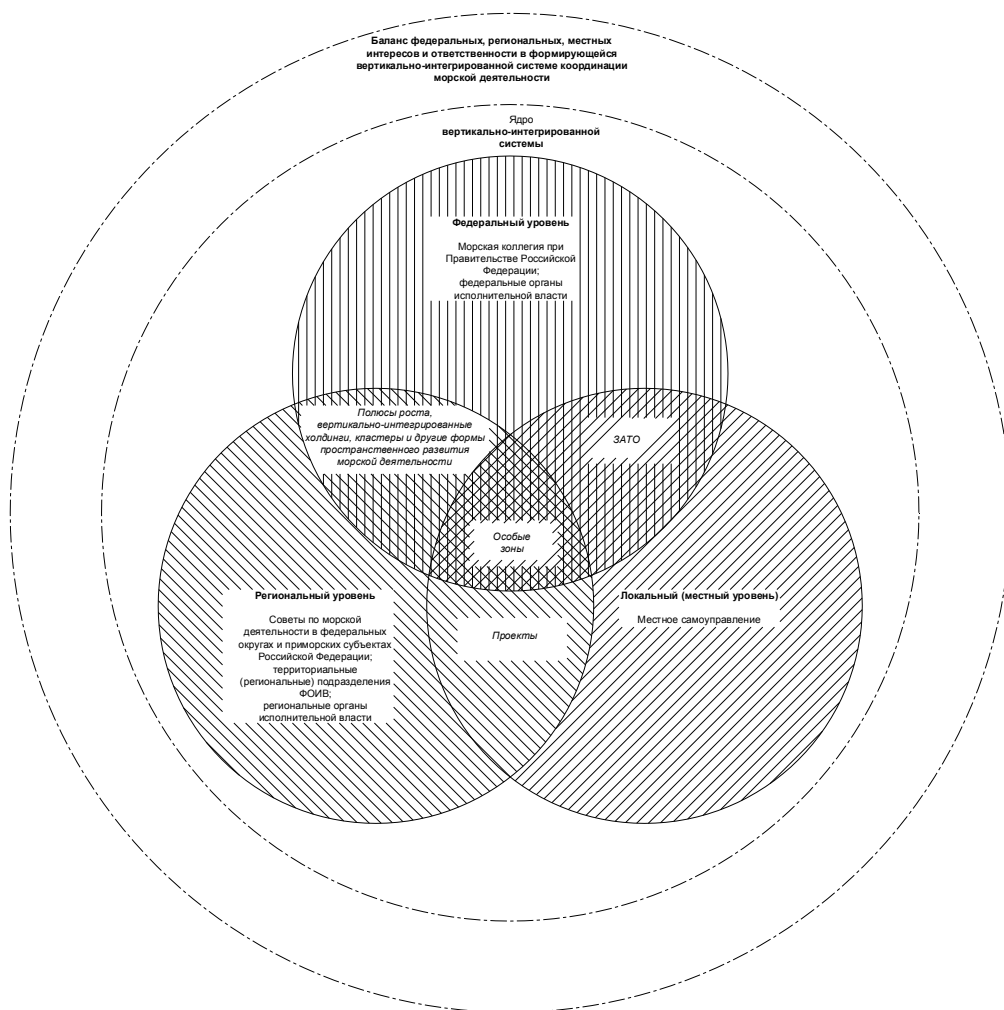 Баланс федеральных, региональных, местных
интересов и ответственности в формирующейся
вертикально-интегрированной системе координации
морской деятельности
Ядро
вертикально-интегрированной
системы
Федеральный уровень
Морская коллегия при
Правительстве Российской
Федерации;
федеральные органы
исполнительной власти
Полюсы роста,
вертикально-интегрированные
холдинги, кластеры и другие формы
пространственного развития
морской деятельности
ЗАТО
Особые
зоны
Региональный уровень
Советы по морской
деятельности в федеральных
округах и приморских субъектах
Российской Федерации;
территориальные
(региональные) подразделения
ФОИВ;
региональные органы
исполнительной власти
Проекты
Локальный (местный уровень)
Местное самоуправление